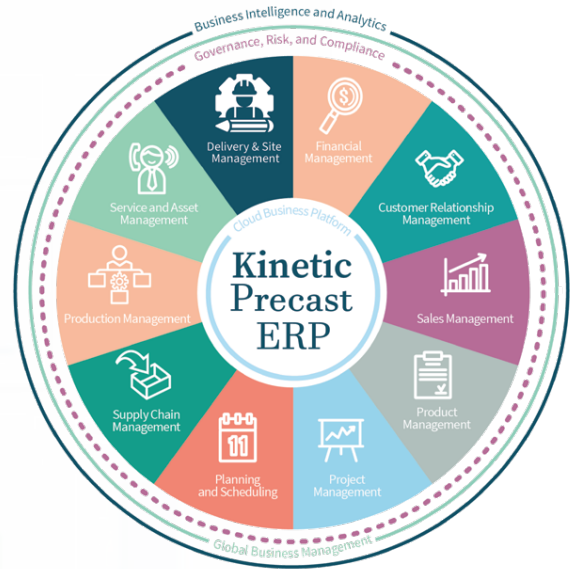 Business Intelligence and Analytics
Governance, Risk, and Compliance
Delivery & Site
Management
Financial
Management
Customer Relationship
Management
Sales Management
Product
Management
Project
Management
Planning
and Scheduling
11
Supply Chain
Management
Production Management
Service and Asset
Management
Cloud Business Platform
Kinetic
Precast
ERP
$
Global Business Management